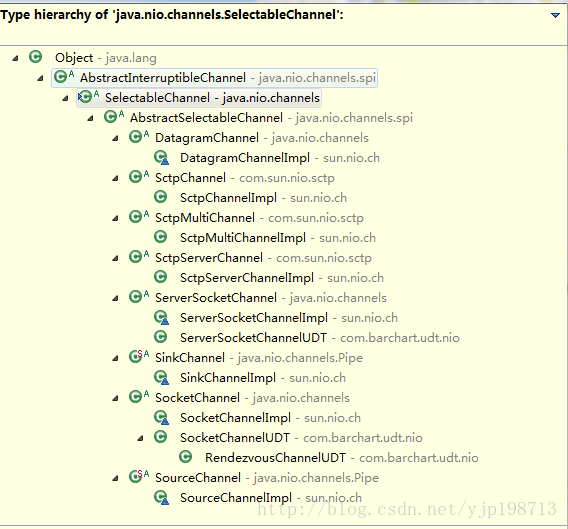 Type hierarchy of 'java.nio.channels.SelectableChannel':
Object - java.lang
AbstractInterruptibleChannel - java.nio.channels.spi
SelectableChannel - java.nio.channels
AbstractSelectableChannel - java.nio.channels.spi
DatagramChannel - java.nio.channels
DatagramChannelImpl - sun.nio.ch
SctpChannel - com.sun.nio.sctp
SctpChannelImpl - sun.nio.ch
SctpMultiChannel - com.sun.nio.sctp
SctpMultiChannelImpl - sun.nio.ch
SctpServerChannel - com.sun.nio.sctp
SctpServerChannelImpl - sun.nio.ch
ServerSocketChannel - java.nio.channels
ServerSocketChannelImpl - sun.nio.ch
ServerSocketChannelUDT - com.barchart.udt.nio
SinkChannel - java.nio.channels.Pipe
SinkChannelImpl - sun.nio.ch
SocketChannel - java.nio.channels
SocketChannelImpl - sun.nio.ch
SocketChannelUDT - com.barchart.udt.nio
RendezvousChannelUDT - com.barchart.udt.nio
SourceChannel - java.nio.channels.Pipe
SourceChannelImpl - sun.nio.ch
http://blog.csdn.net/yjp198713